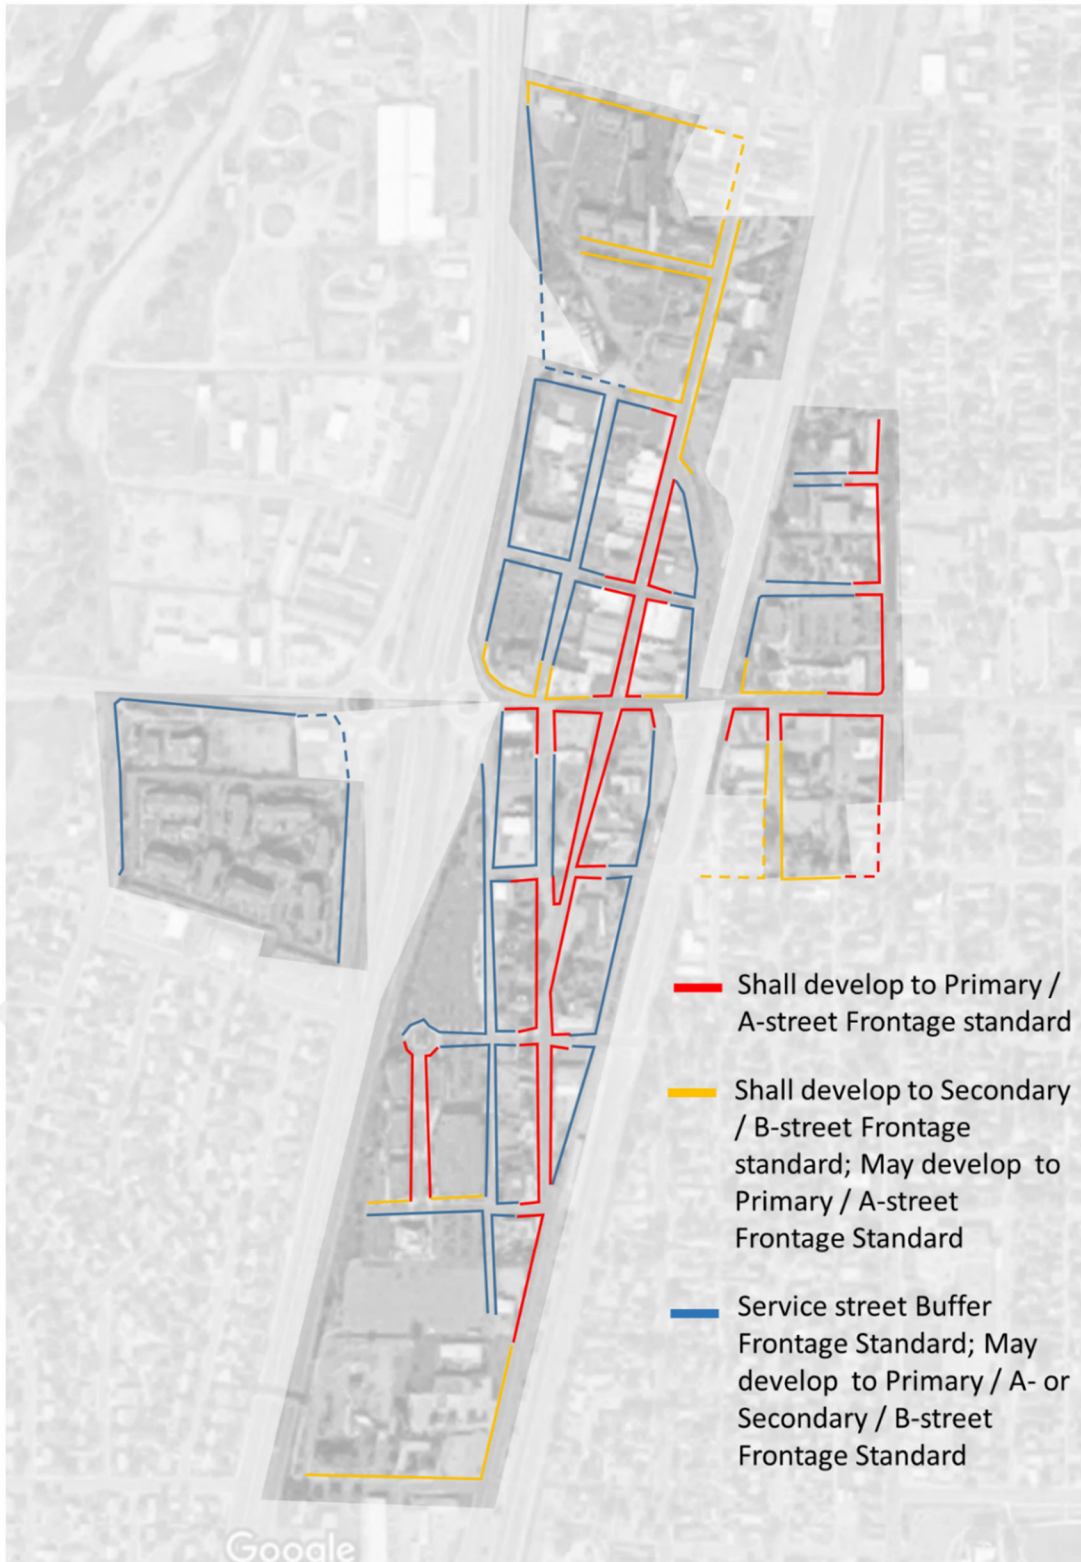 Shall develop to Primary /
A-street Frontage standard
Shall develop to Secondary
/ B-street Frontage
standard; May develop to
Primary / A-street
Frontage Standard
Service street Buffer
Frontage Standard; May
develop to Primary / A- or
Secondary / B-street
Frontage Standard
Google